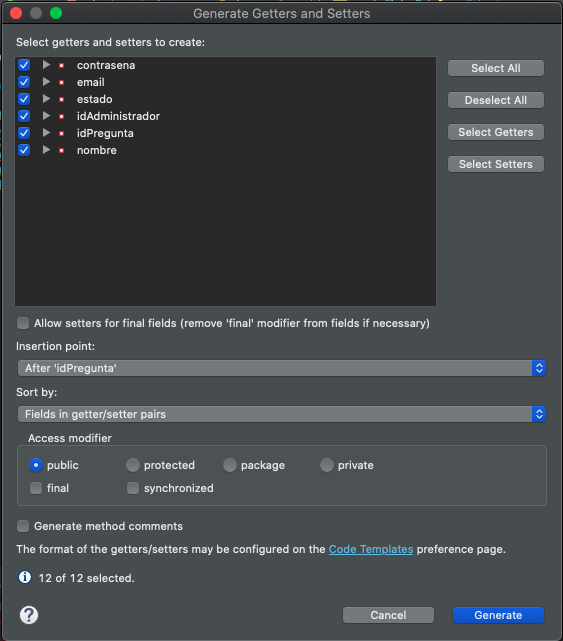 Generate Getters and Setters
Select getters and setters to create:
contrasena
email
estado
idAdministrador
idPregunta
nombre
Select All
Deselect All
Select Getters
Select Setters
Allow setters for final fields (remove 'final' modifier from fields if necessary)
Insertion point:
After 'idPregunta'
Sort by:
Fields in getter/setter pairs
Access modifier
public protected package private
final synchronized
Generate method comments
The format of the getters/setters may be configured on the Code Templates preference page.
12 of 12 selected.
? Cancel Generate